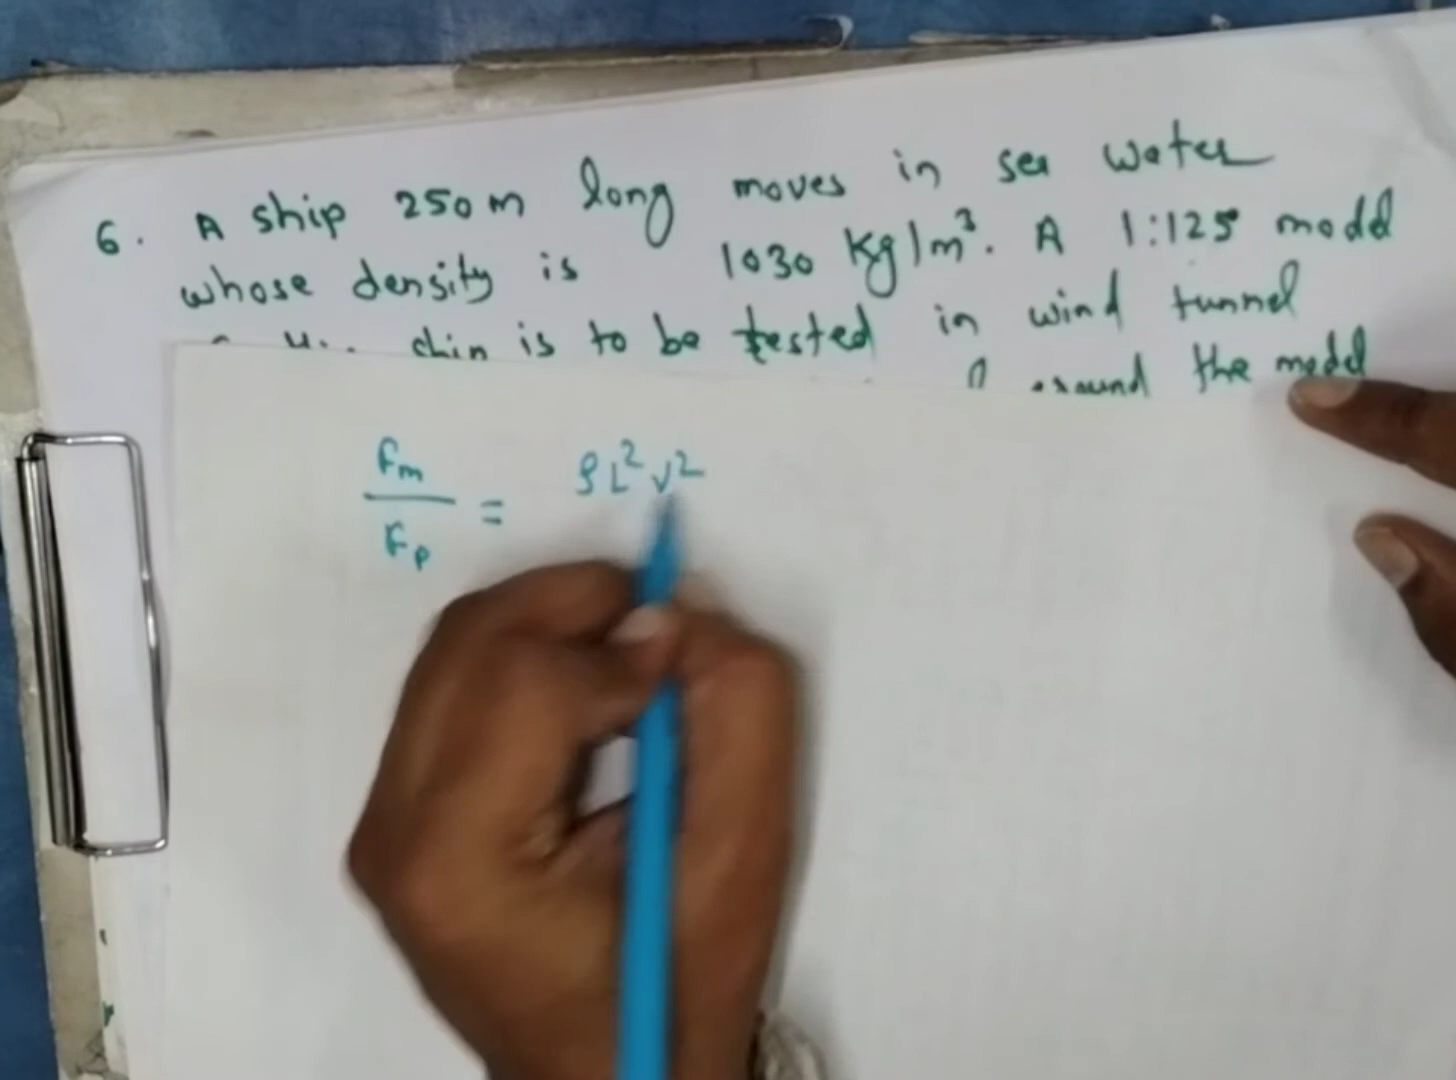 6. A ship 250 m long moves in sea water
whose density is 1030 Kg/m³. A 1:125 model
ship is to be tested in wind tunnel
around the model
Fm
/
Fp = ρL²V²